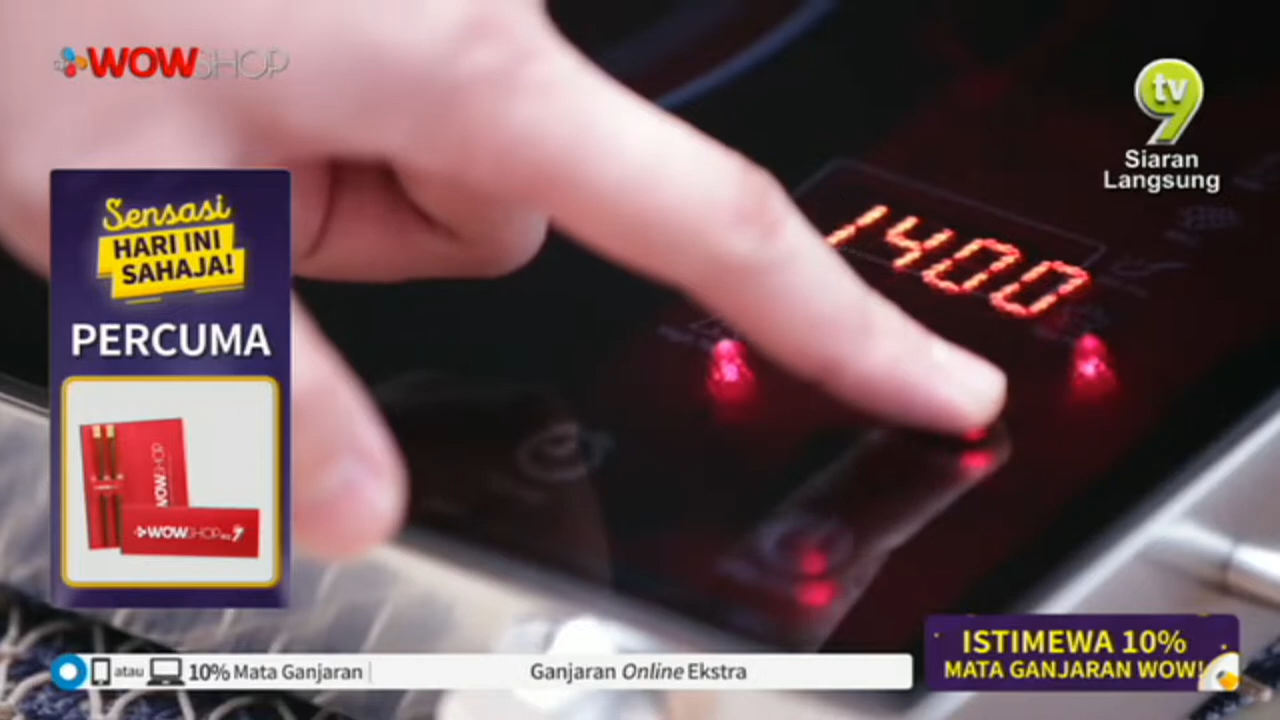 WOWSHOP
tv9
Siaran
Langsung
Sensasi
HARI INI
SAHAJA!
PERCUMA
1400
WOWSHOP
WOWSHOP
atau 10% Mata Ganjaran
Ganjaran Online Ekstra
ISTIMEWA 10%
MATA GANJARAN WOW!